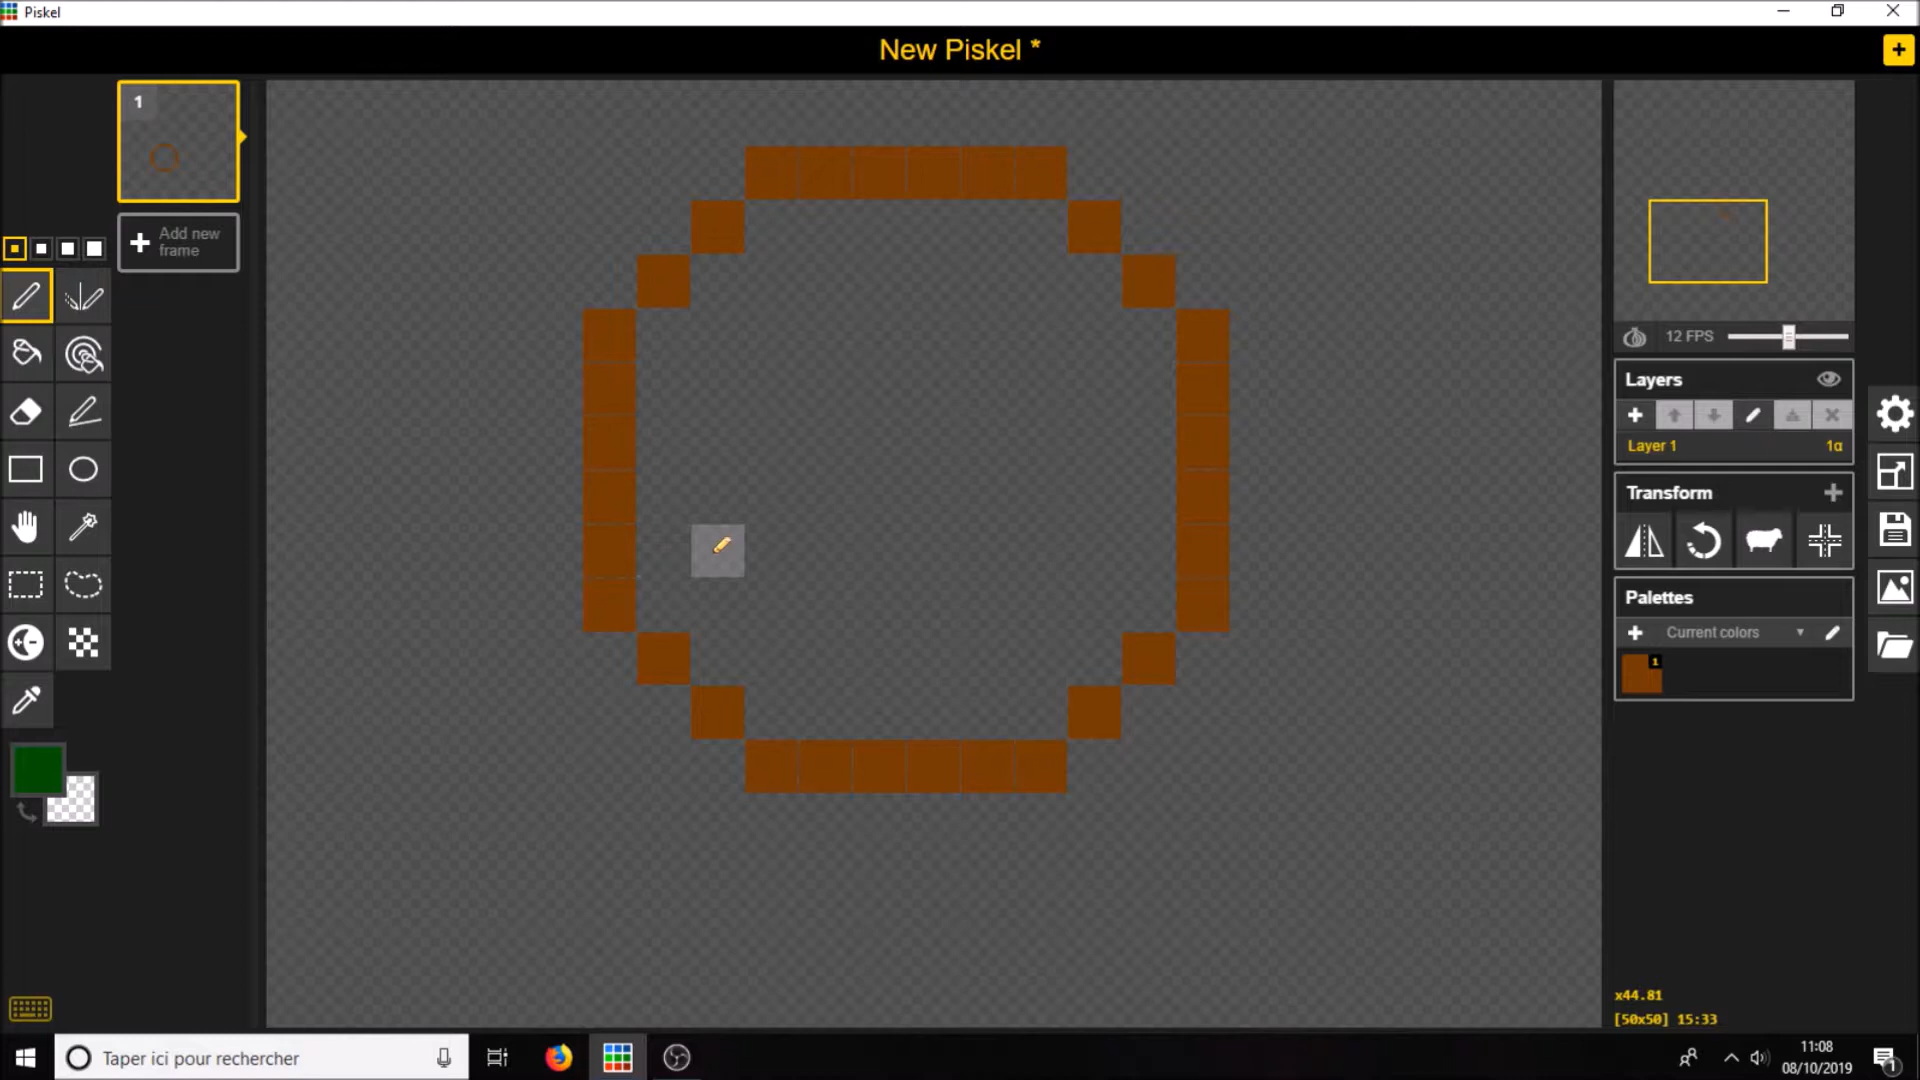 Piskel
New Piskel *
1
Add new
frame
12 FPS
Layers
Layer 1
1α
Transform
Palettes
Current colors
1
x44.81
[50x50] 15:33
Taper ici pour rechercher
11:08
08/10/2019
1